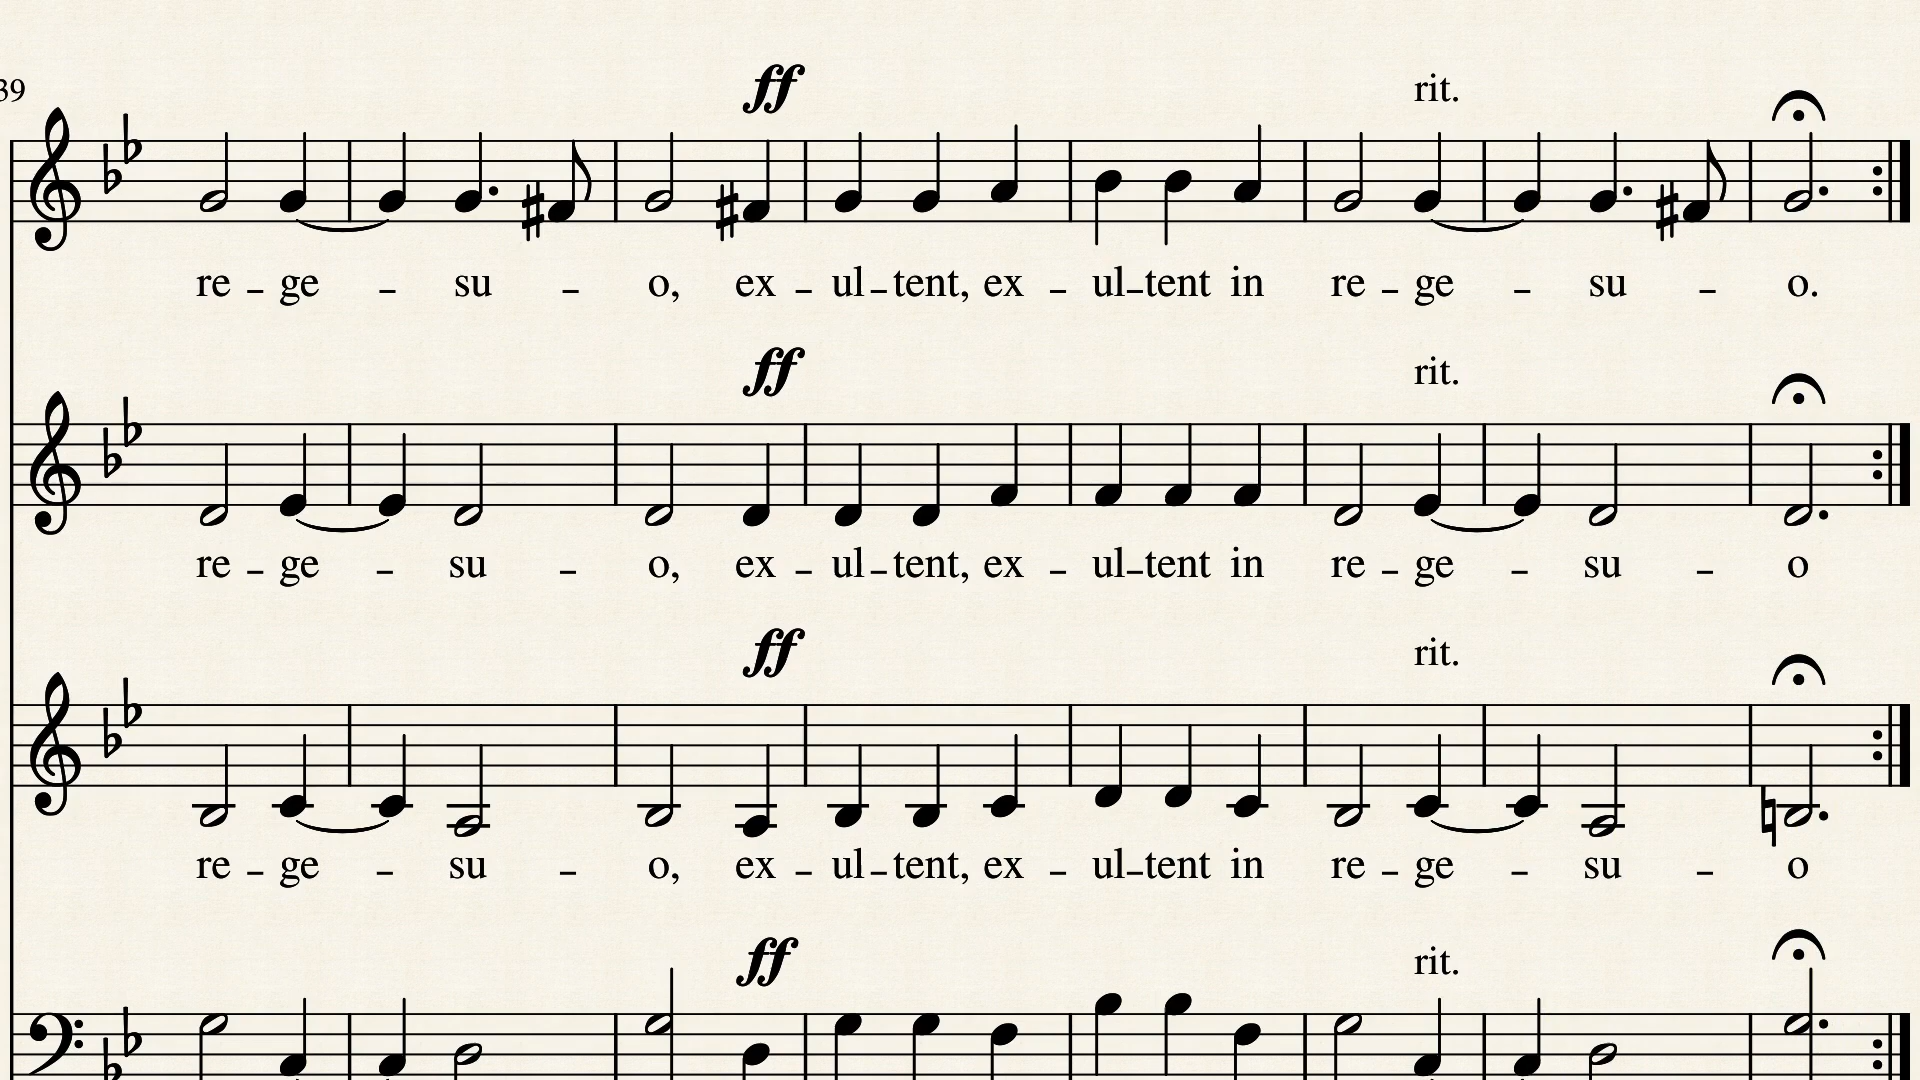 39
ff
rit.
re – ge – su – o, ex – ul – tent, ex – ul – tent in re – ge – su – o.
ff
rit.
re – ge – su – o, ex – ul – tent, ex – ul – tent in re – ge – su – o
ff
rit.
re – ge – su – o, ex – ul – tent, ex – ul – tent in re – ge – su – o
ff
rit.